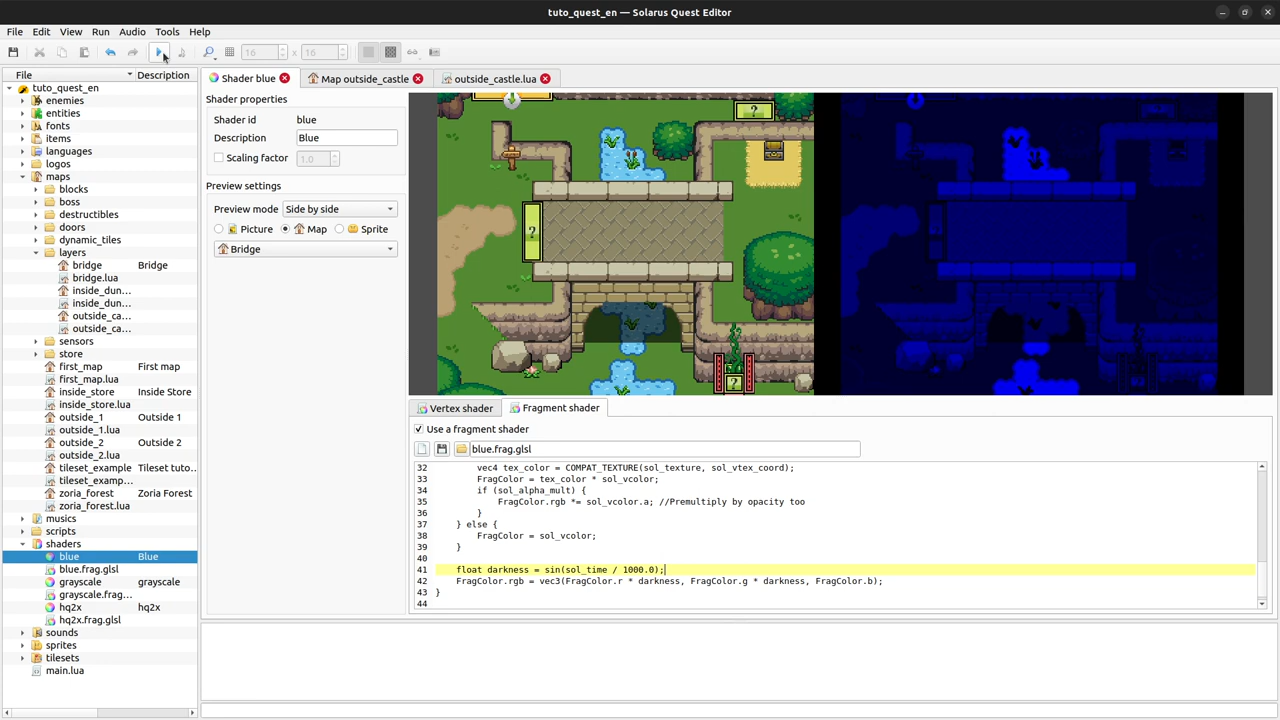 tuto_quest_en — Solarus Quest Editor
File Edit View Run Audio Tools Help
16 x 16
File Description
tuto_quest_en
enemies
entities
fonts
items
languages
logos
maps
blocks
boss
destructibles
doors
dynamic_tiles
layers
bridge Bridge
bridge.lua
inside_dun...
inside_dun...
outside_ca...
outside_ca...
sensors
store
first_map First map
first_map.lua
inside_store Inside Store
inside_store.lua
outside_1 Outside 1
outside_1.lua
outside_2 Outside 2
outside_2.lua
tileset_example Tileset tuto...
tileset_examp...
zoria_forest Zoria Forest
zoria_forest.lua
musics
scripts
shaders
blue Blue
blue.frag.glsl
grayscale grayscale
grayscale.frag...
hq2x hq2x
hq2x.frag.glsl
sounds
sprites
tilesets
main.lua
Shader blue Map outside_castle outside_castle.lua
Shader properties
Shader id blue
Description Blue
Scaling factor 1.0
Preview settings
Preview mode Side by side
Picture Map Sprite
Bridge
?
?
?
Vertex shader Fragment shader
Use a fragment shader
blue.frag.glsl
32 vec4 tex_color = COMPAT_TEXTURE(sol_texture, sol_vtex_coord);
33 FragColor = tex_color * sol_vcolor;
34 if (sol_alpha_mult) {
35 FragColor.rgb *= sol_vcolor.a; //Premultiply by opacity too
36 }
37 } else {
38 FragColor = sol_vcolor;
39 }
40
41 float darkness = sin(sol_time / 1000.0);
42 FragColor.rgb = vec3(FragColor.r * darkness, FragColor.g * darkness, FragColor.b);
43 }
44